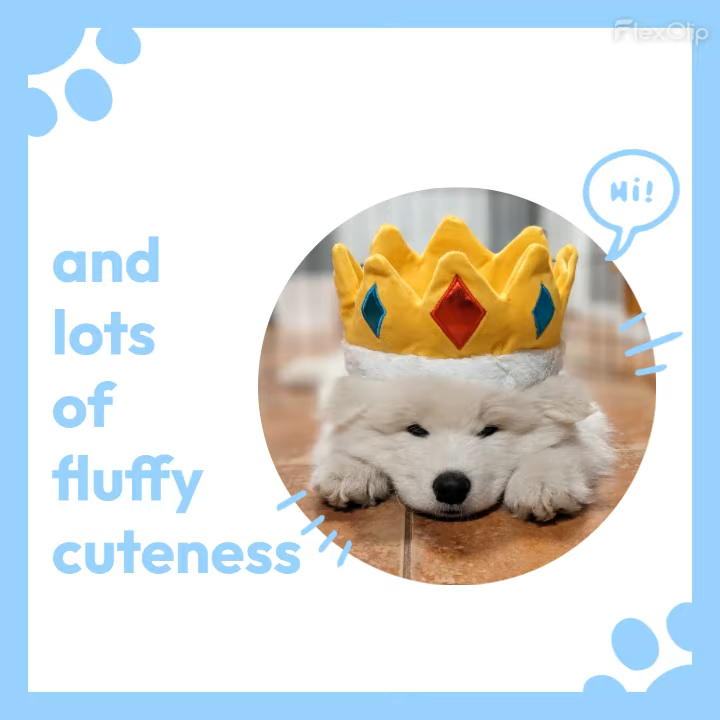 FlexClip
Hi!
and
lots
of
fluffy
cuteness